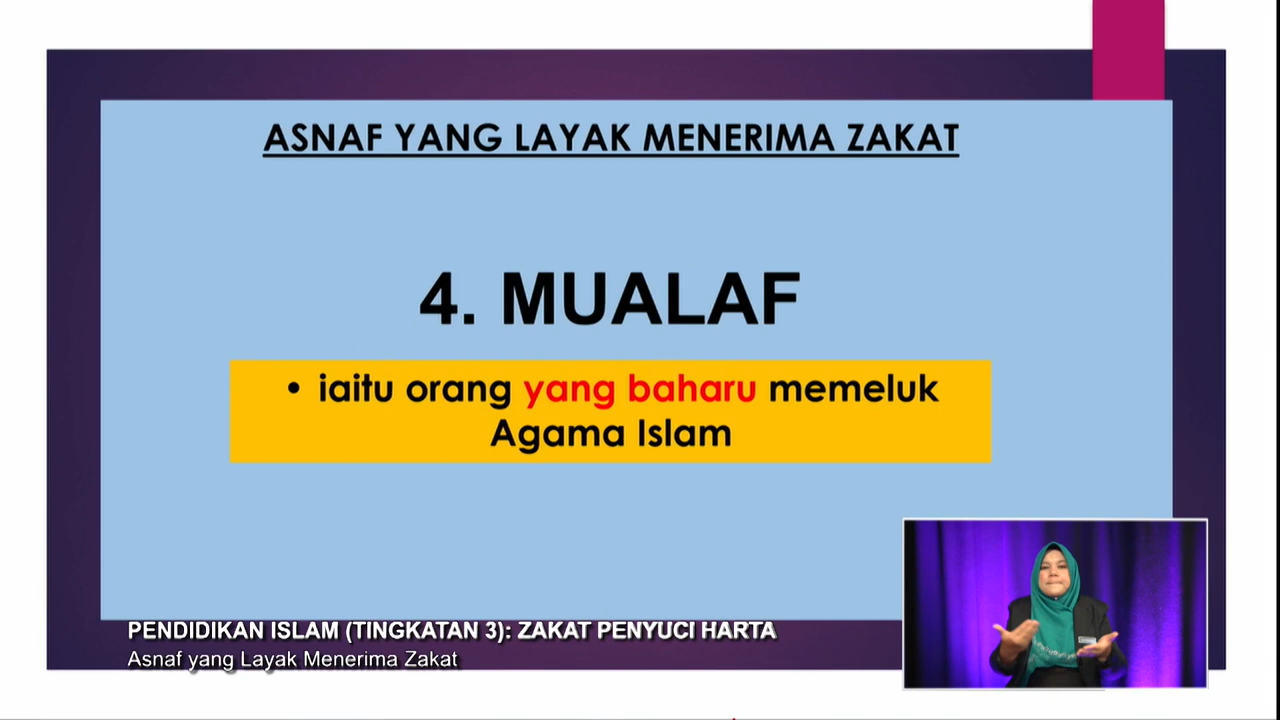 ASNAF YANG LAYAK MENERIMA ZAKAT
4. MUALAF
• iaitu orang yang baharu memeluk
Agama Islam
PENDIDIKAN ISLAM (TINGKATAN 3): ZAKAT PENYUCI HARTA
Asnaf yang Layak Menerima Zakat